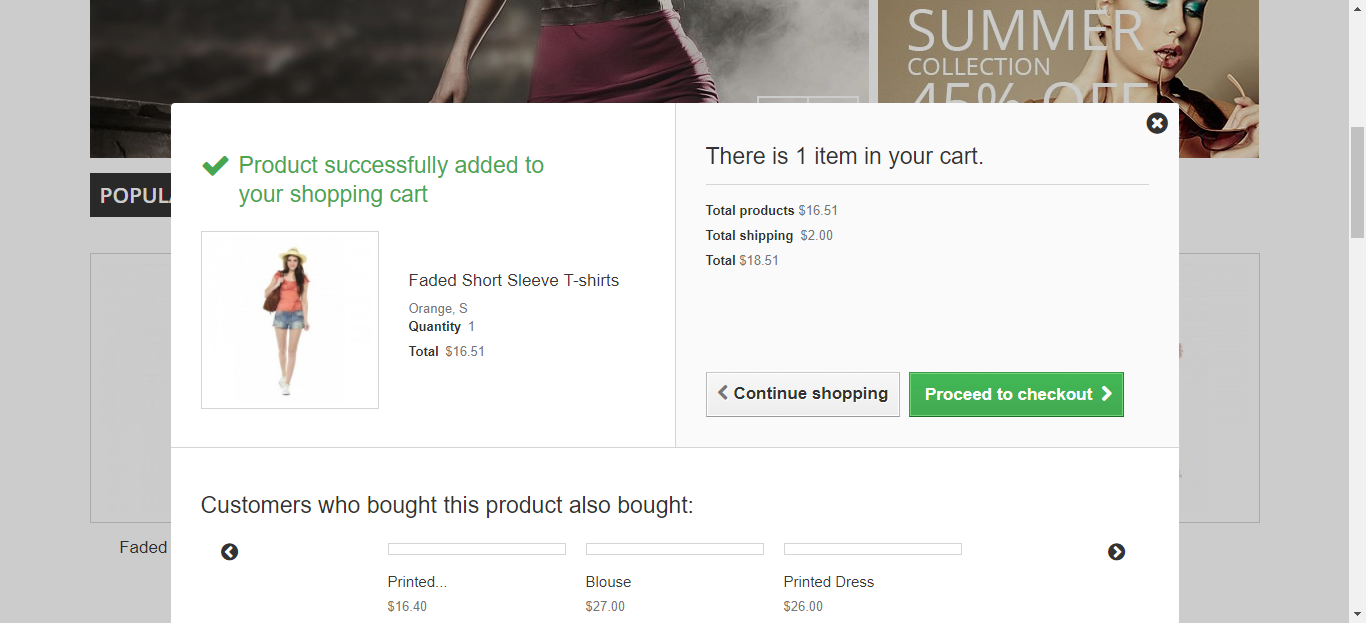 SUMMER
COLLECTION
45% OFF
Product successfully added to
your shopping cart
Faded Short Sleeve T-shirts
Orange, S
Quantity 1
Total $16.51
There is 1 item in your cart.
Total products $16.51
Total shipping $2.00
Total $18.51
Continue shopping
Proceed to checkout
POPULA
Faded
Customers who bought this product also bought:
Printed...
$16.40
Blouse
$27.00
Printed Dress
$26.00